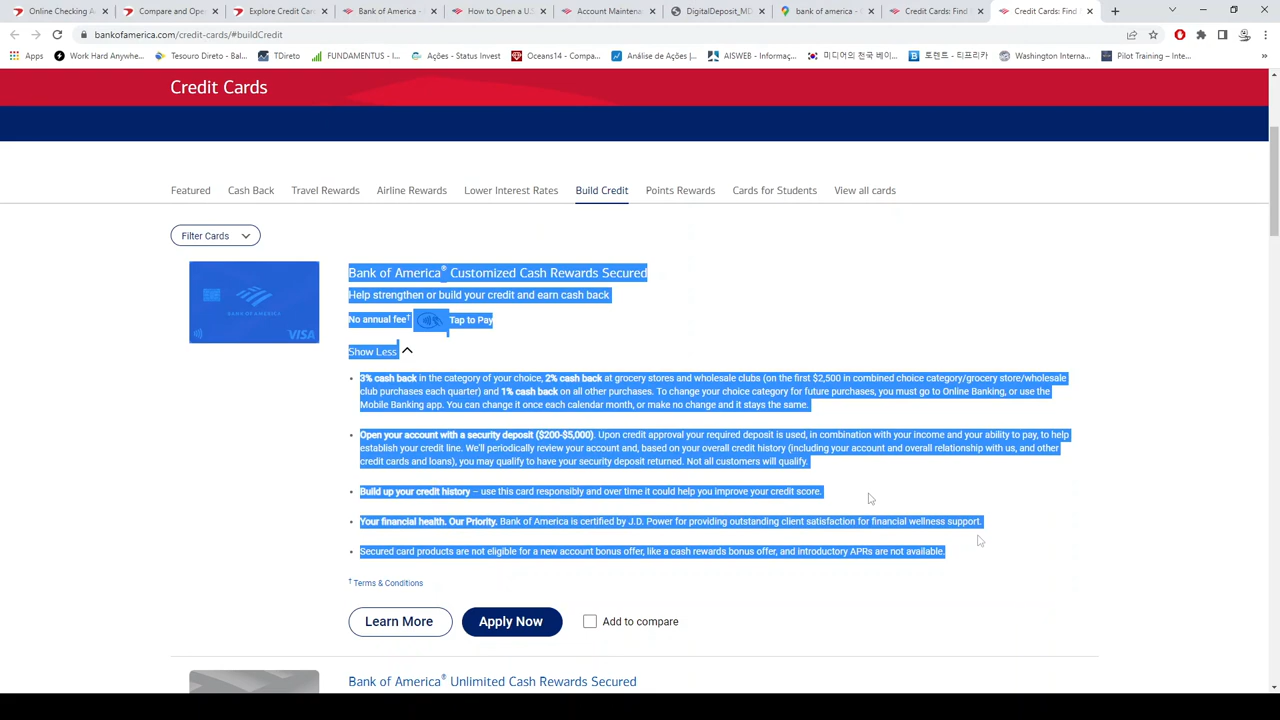 Online Checking A
Compare and Ope
Explore Credit Car
Bank of America -
How to Open a U.S
Account Maintena
DigitalDeposit_MD
bank of america -
Credit Cards: Find
Credit Cards: Find
bankofamerica.com/credit-cards/#buildCredit
Apps
Work Hard Anywhe...
Tesouro Direto - Bal...
TDireto
FUNDAMENTUS - I...
Ações - Status Invest
Oceans14 - Compa...
Análise de Ações |...
AISWEB - Informaç...
미디어의 천국 베이...
토렌트 - 티프리카
Washington Interna...
Pilot Training – Inte...
Credit Cards
Featured
Cash Back
Travel Rewards
Airline Rewards
Lower Interest Rates
Build Credit
Points Rewards
Cards for Students
View all cards
Filter Cards
BANK OF AMERICA
VISA
Bank of America® Customized Cash Rewards Secured
Help strengthen or build your credit and earn cash back
No annual fee† Tap to Pay
Show Less
• 3% cash back in the category of your choice, 2% cash back at grocery stores and wholesale clubs (on the first $2,500 in combined choice category/grocery store/wholesale
club purchases each quarter) and 1% cash back on all other purchases. To change your choice category for future purchases, you must go to Online Banking, or use the
Mobile Banking app. You can change it once each calendar month, or make no change and it stays the same.
• Open your account with a security deposit ($200-$5,000). Upon credit approval your required deposit is used, in combination with your income and your ability to pay, to help
establish your credit line. We'll periodically review your account and, based on your overall credit history (including your account and overall relationship with us, and other
credit cards and loans), you may qualify to have your security deposit returned. Not all customers will qualify.
• Build up your credit history – use this card responsibly and over time it could help you improve your credit score.
• Your financial health. Our Priority. Bank of America is certified by J.D. Power for providing outstanding client satisfaction for financial wellness support.
• Secured card products are not eligible for a new account bonus offer, like a cash rewards bonus offer, and introductory APRs are not available.
† Terms & Conditions
Learn More
Apply Now
Add to compare
Bank of America® Unlimited Cash Rewards Secured